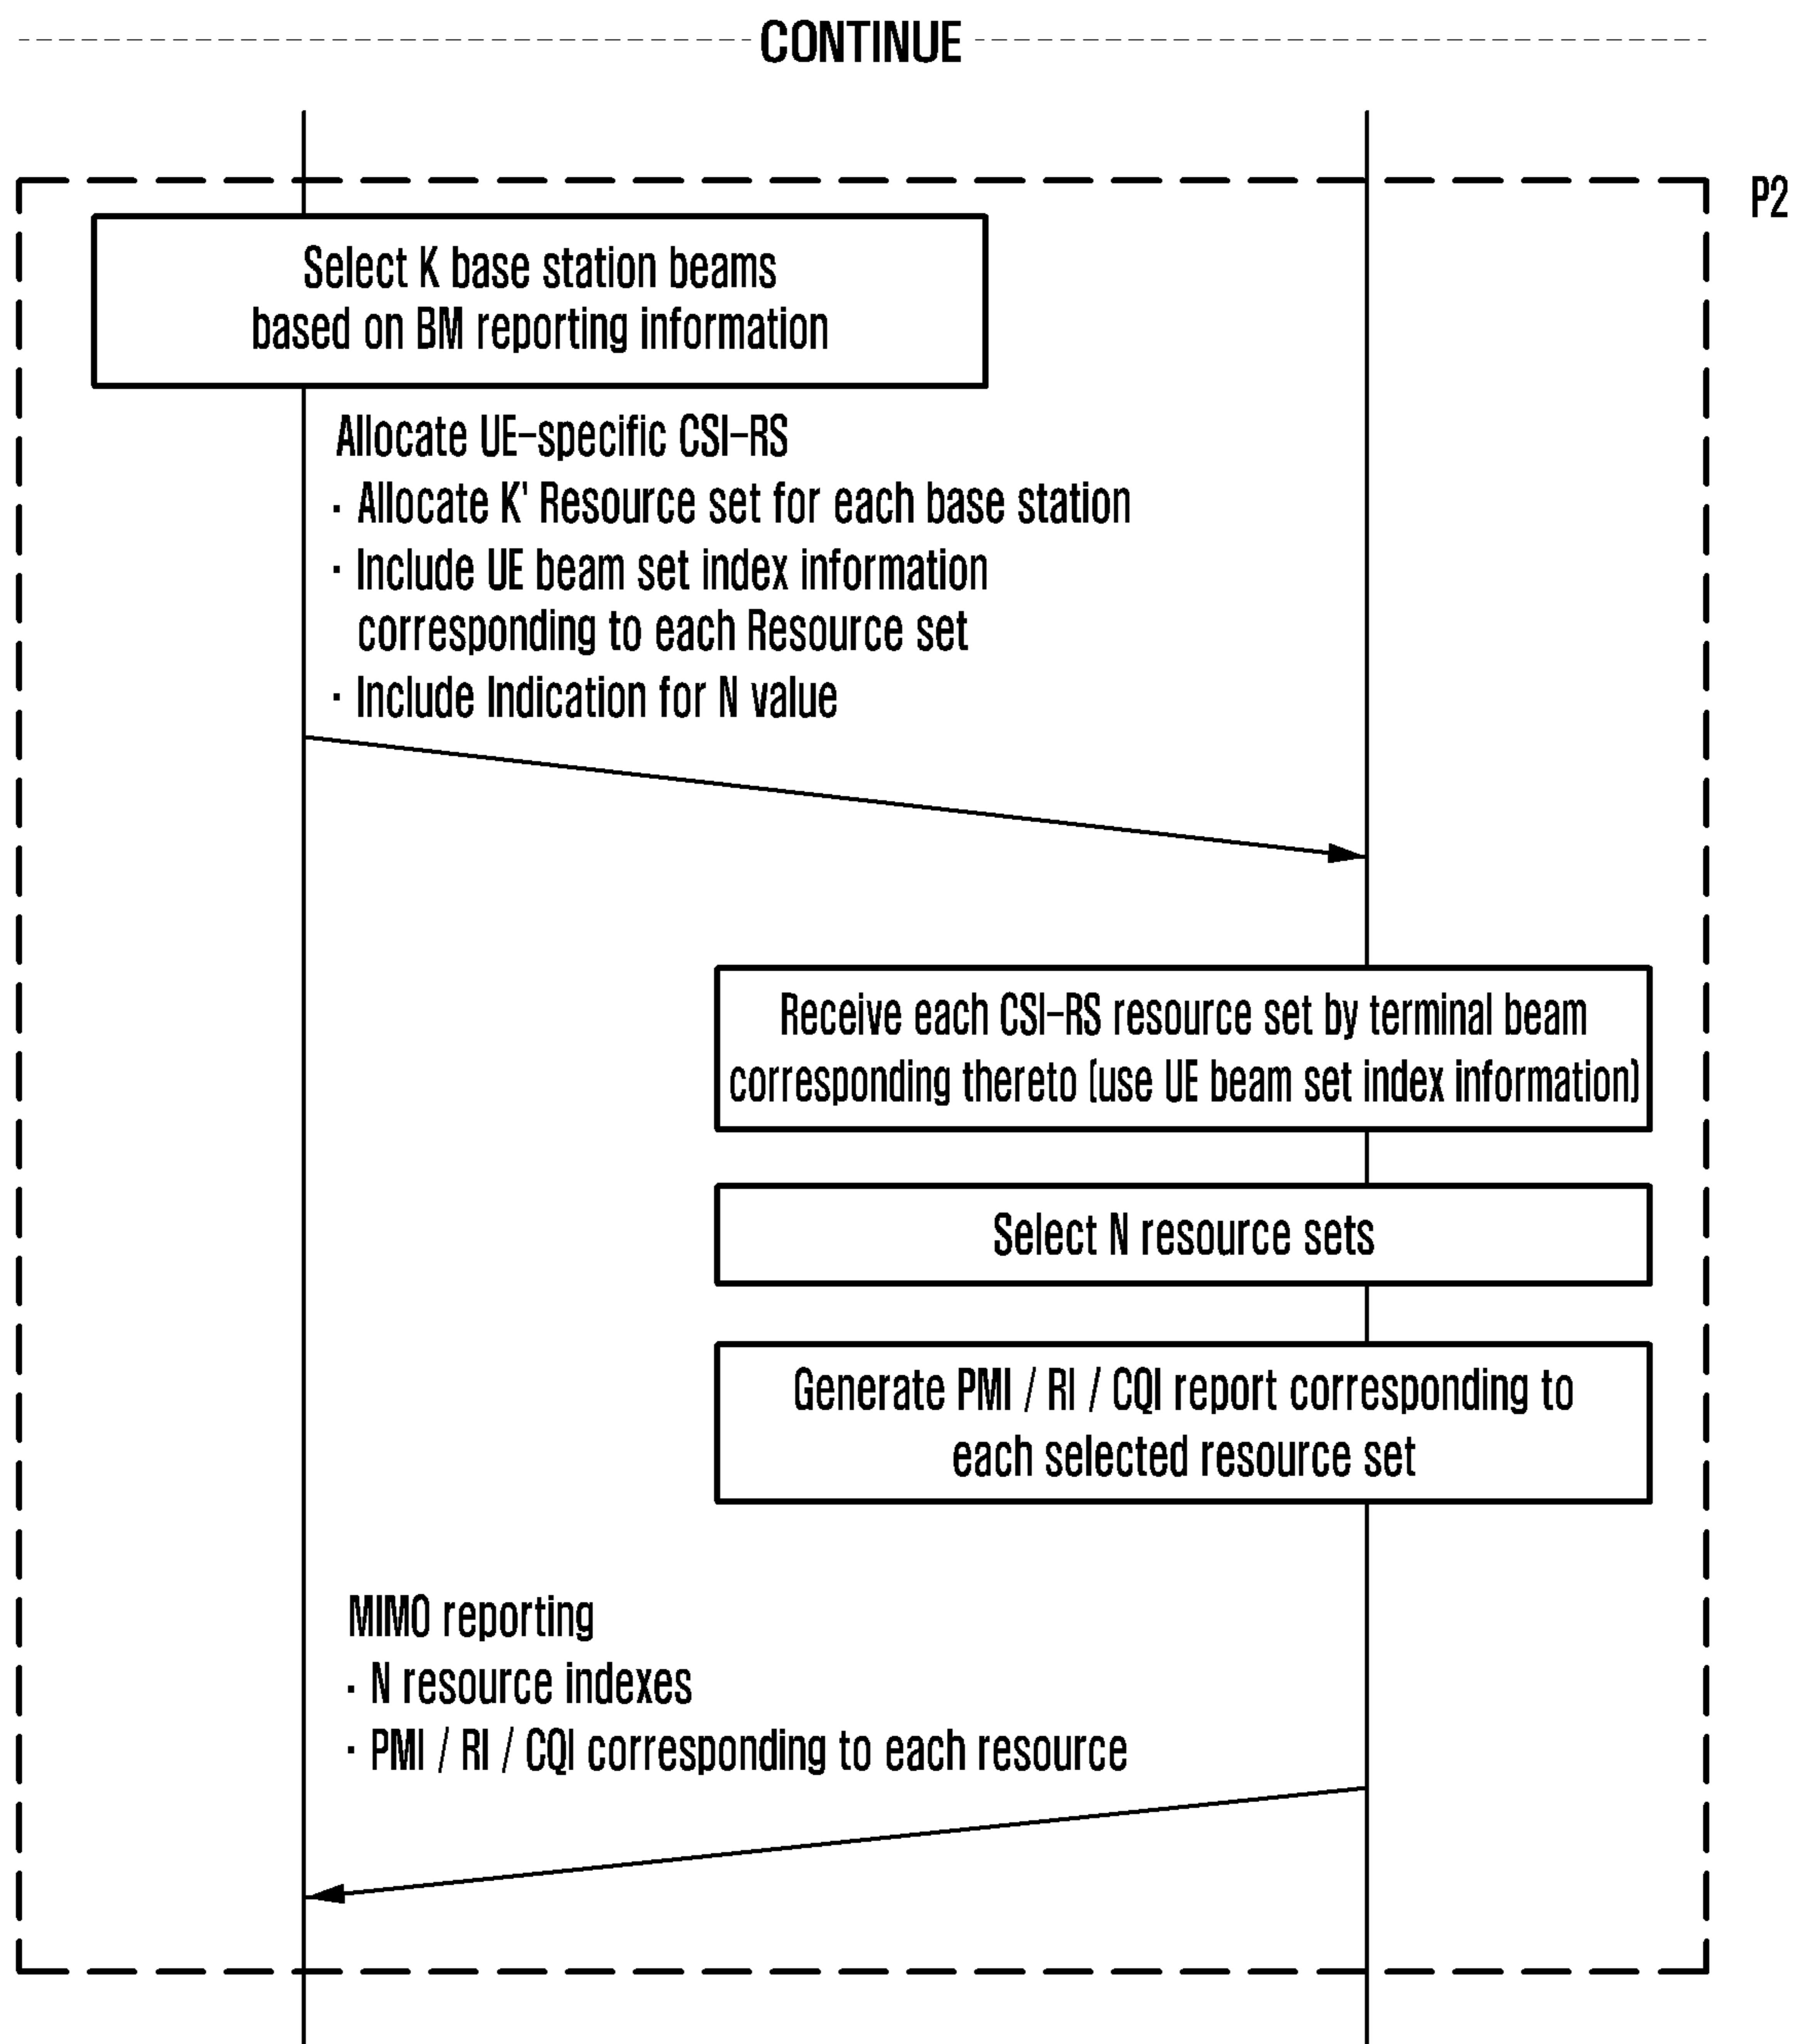 CONTINUE
P2
Select K base station beams
based on BM reporting information
Allocate UE-specific CSI-RS
· Allocate K' Resource set for each base station
· Include UE beam set index information
corresponding to each Resource set
· Include Indication for N value
Receive each CSI-RS resource set by terminal beam
corresponding thereto (use UE beam set index information)
Select N resource sets
Generate PMI / RI / CQI report corresponding to
each selected resource set
MIMO reporting
· N resource indexes
· PMI / RI / CQI corresponding to each resource